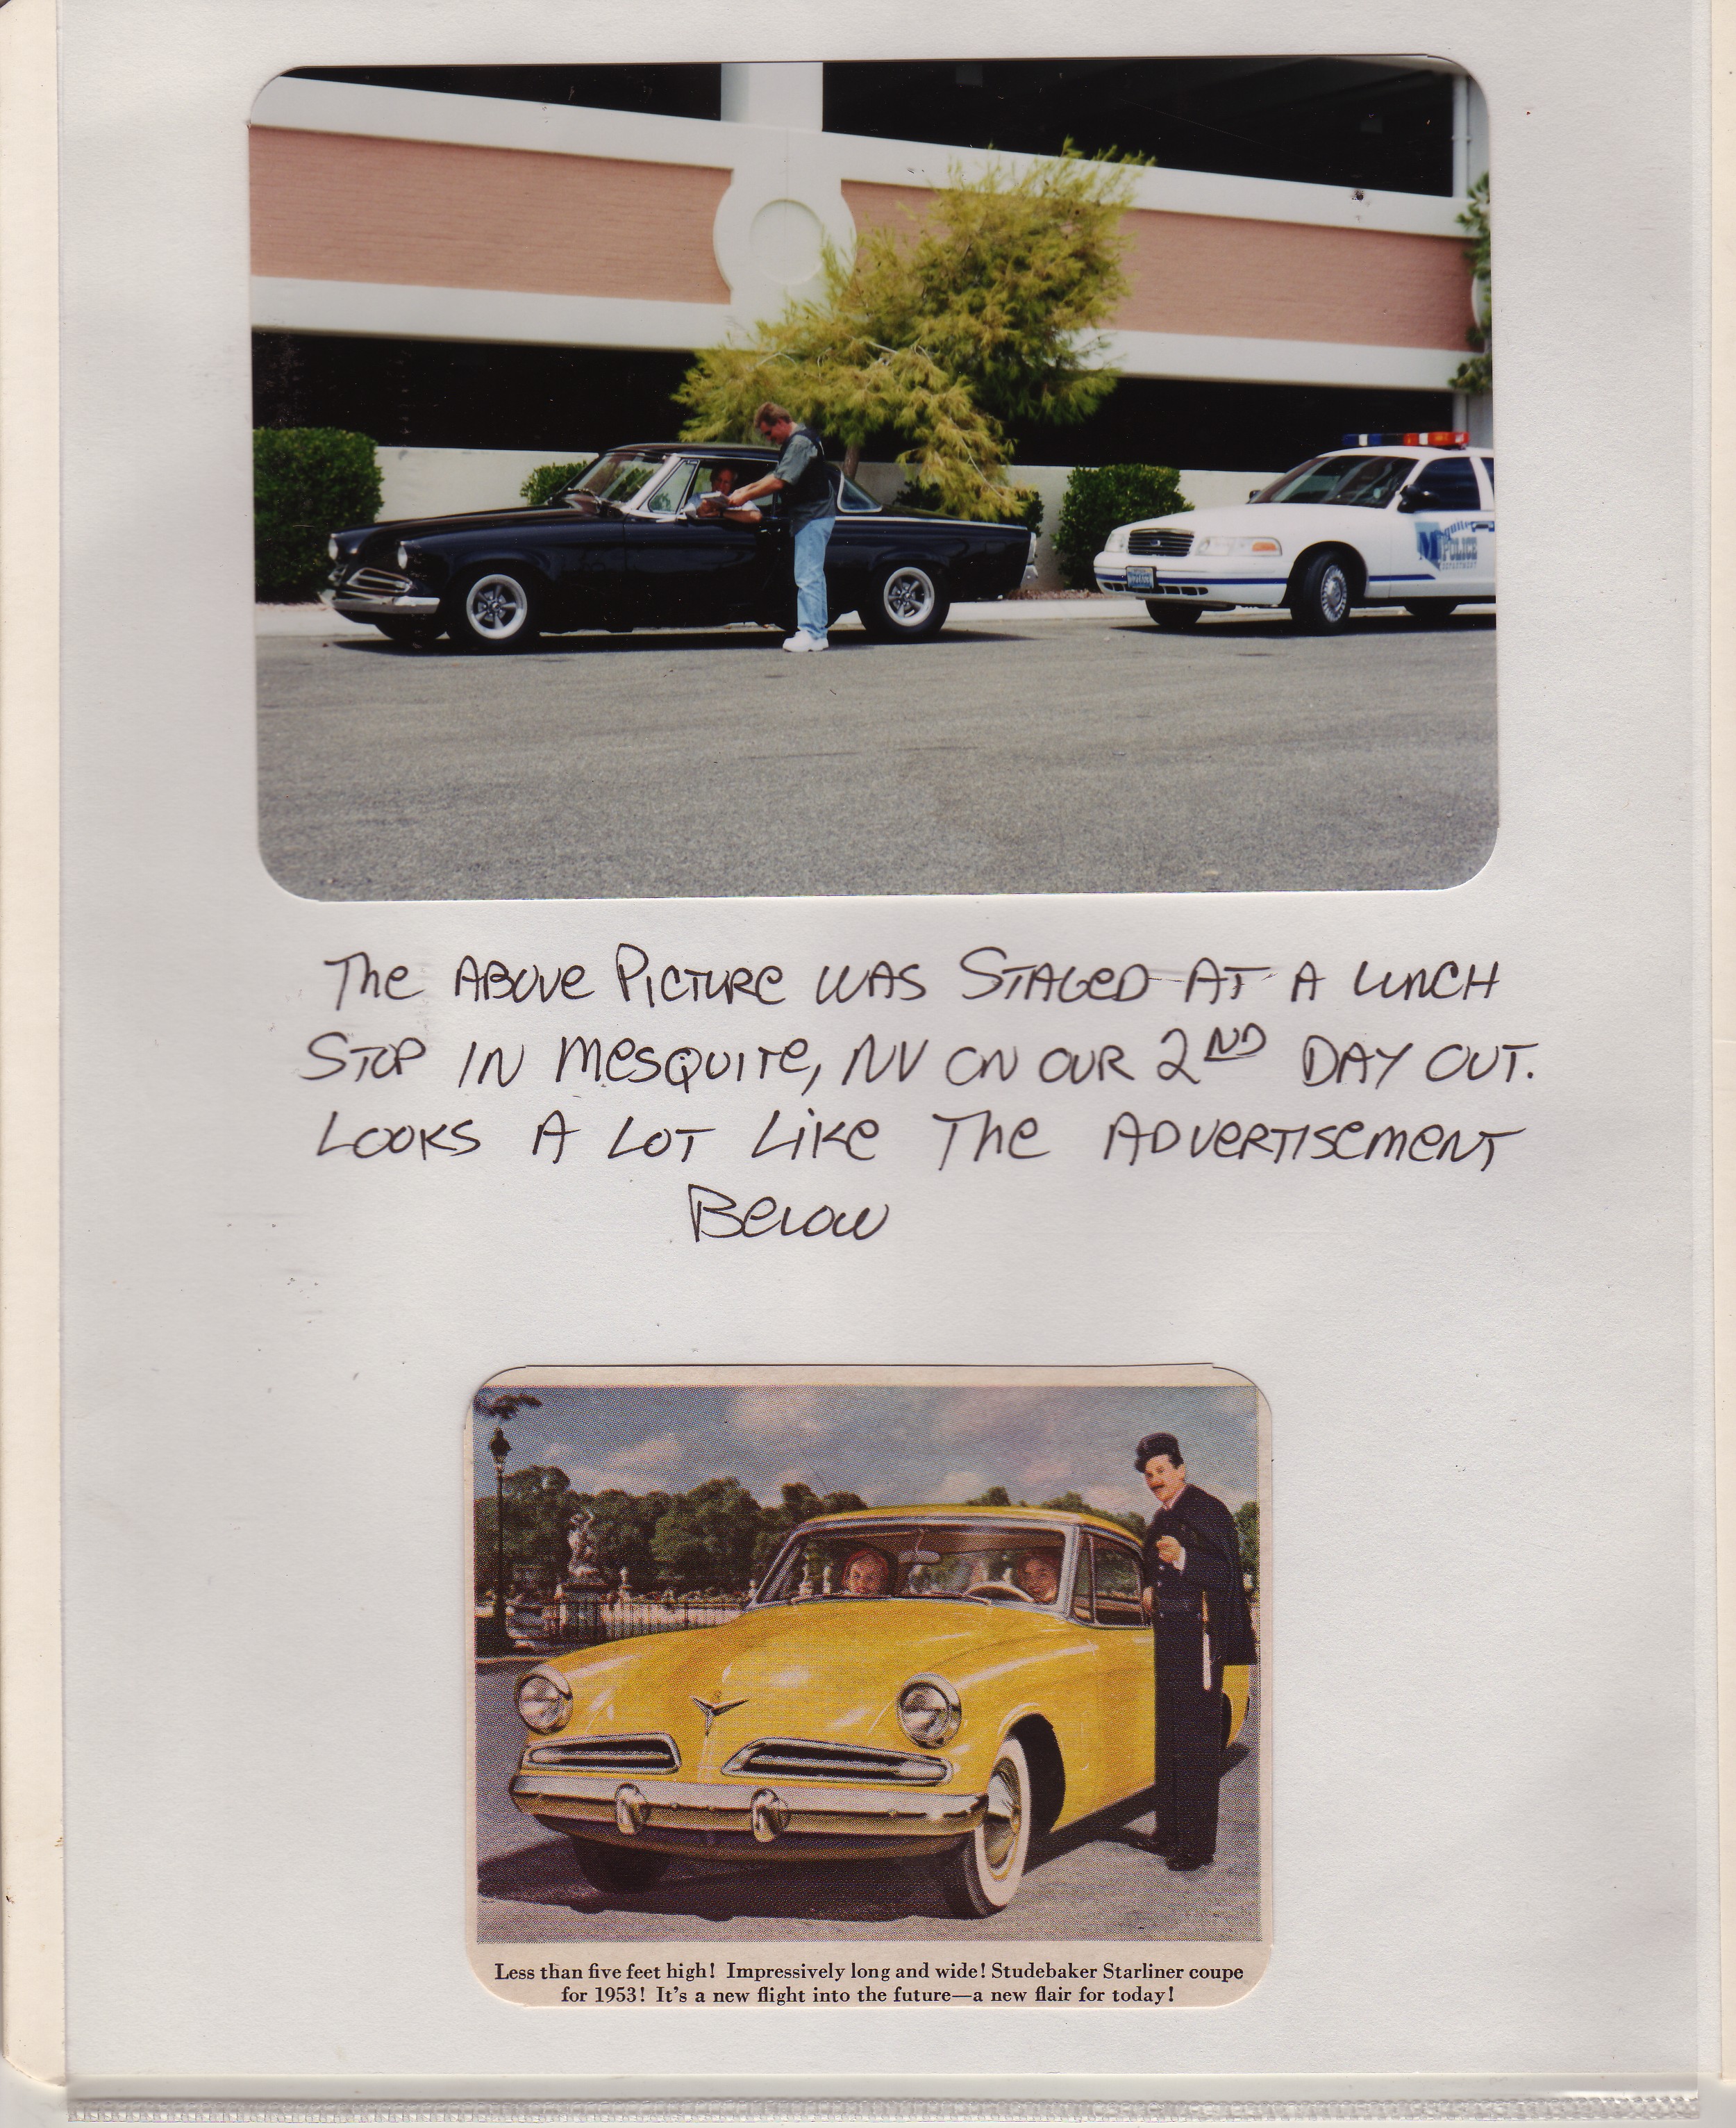 Mesquite
POLICE
DEPARTMENT
The ABOVE PICTURE WAS STAGED AT A LUNCH
STOP IN MESQUITE, NV ON OUR 2ND DAY OUT.
LOOKS A LOT LIKE The ADVERTISEMENT
BELOW
Less than five feet high! Impressively long and wide! Studebaker Starliner coupe
for 1953! It's a new flight into the future—a new flair for today!